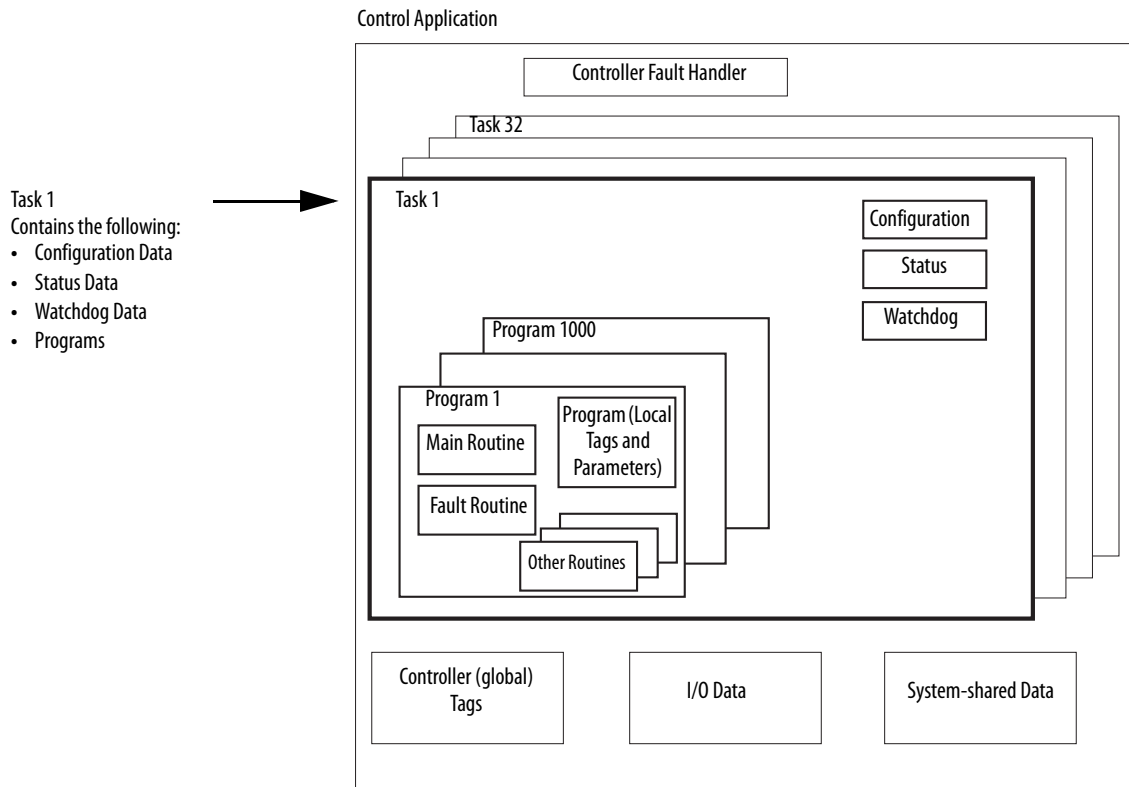 Control Application
Controller Fault Handler
Task 32
Task 1
Contains the following:
• Configuration Data
• Status Data
• Watchdog Data
• Programs
Task 1
Configuration
Status
Watchdog
Program 1000
Program 1
Main Routine
Fault Routine
Program (Local
Tags and
Parameters)
Other Routines
Controller (global)
Tags
I/O Data
System-shared Data